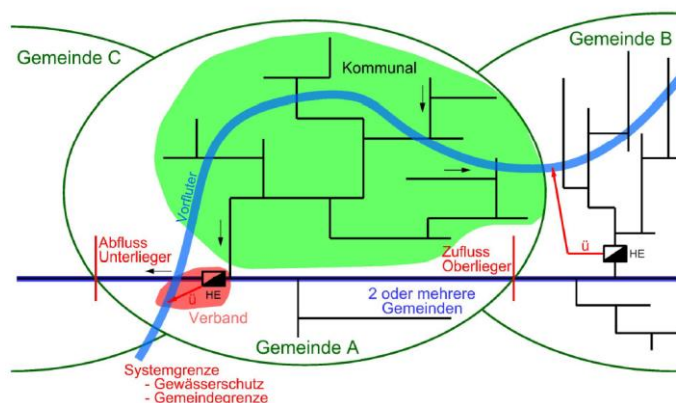 Gemeinde C
Gemeinde B
Kommunal
Vorfluter
Abfluss
Unterlieger
Zufluss
Oberlieger
ü
HE
HE
ü
Verband
2 oder mehrere
Gemeinden
Gemeinde A
Systemgrenze
- Gewässerschutz
- Gemeindegrenze